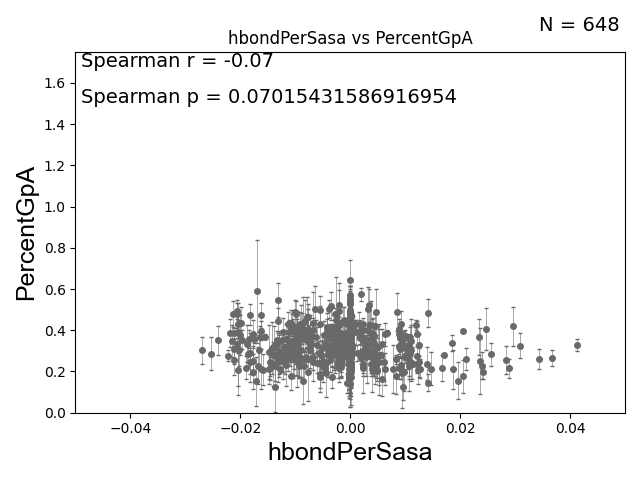 N = 648
hbondPerSasa vs PercentGpA
Spearman r = -0.07
Spearman p = 0.07015431586916954
PercentGpA
1.6
1.4
1.2
1.0
0.8
0.6
0.4
0.2
0.0
−0.04 −0.02 0.00 0.02 0.04
hbondPerSasa